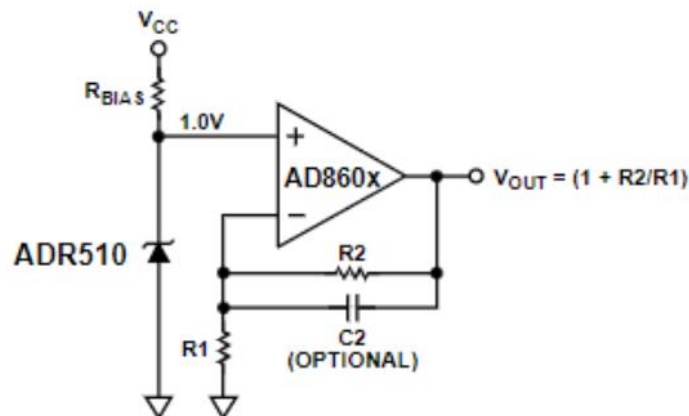 VCC
RBIAS
1.0V
+
AD860x
VOUT = (1 + R2/R1)
−
ADR510
R2
C2
(OPTIONAL)
R1